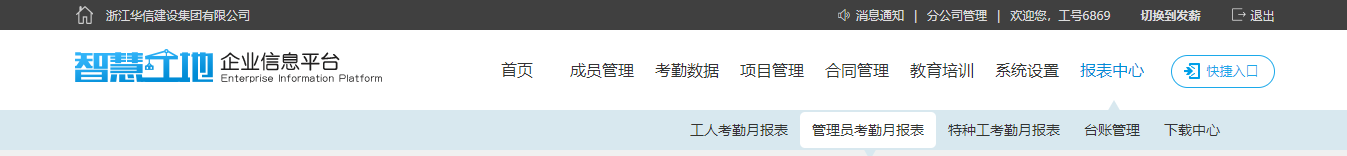 浙江华信建设集团有限公司 消息通知 | 分公司管理 | 欢迎您，工号6869 切换到发薪 退出
智慧工地 企业信息平台 首页 成员管理 考勤数据 项目管理 合同管理 教育培训 系统设置 报表中心 快捷入口
Enterprise Information Platform
工人考勤月报表 管理员考勤月报表 特种工考勤月报表 台账管理 下载中心